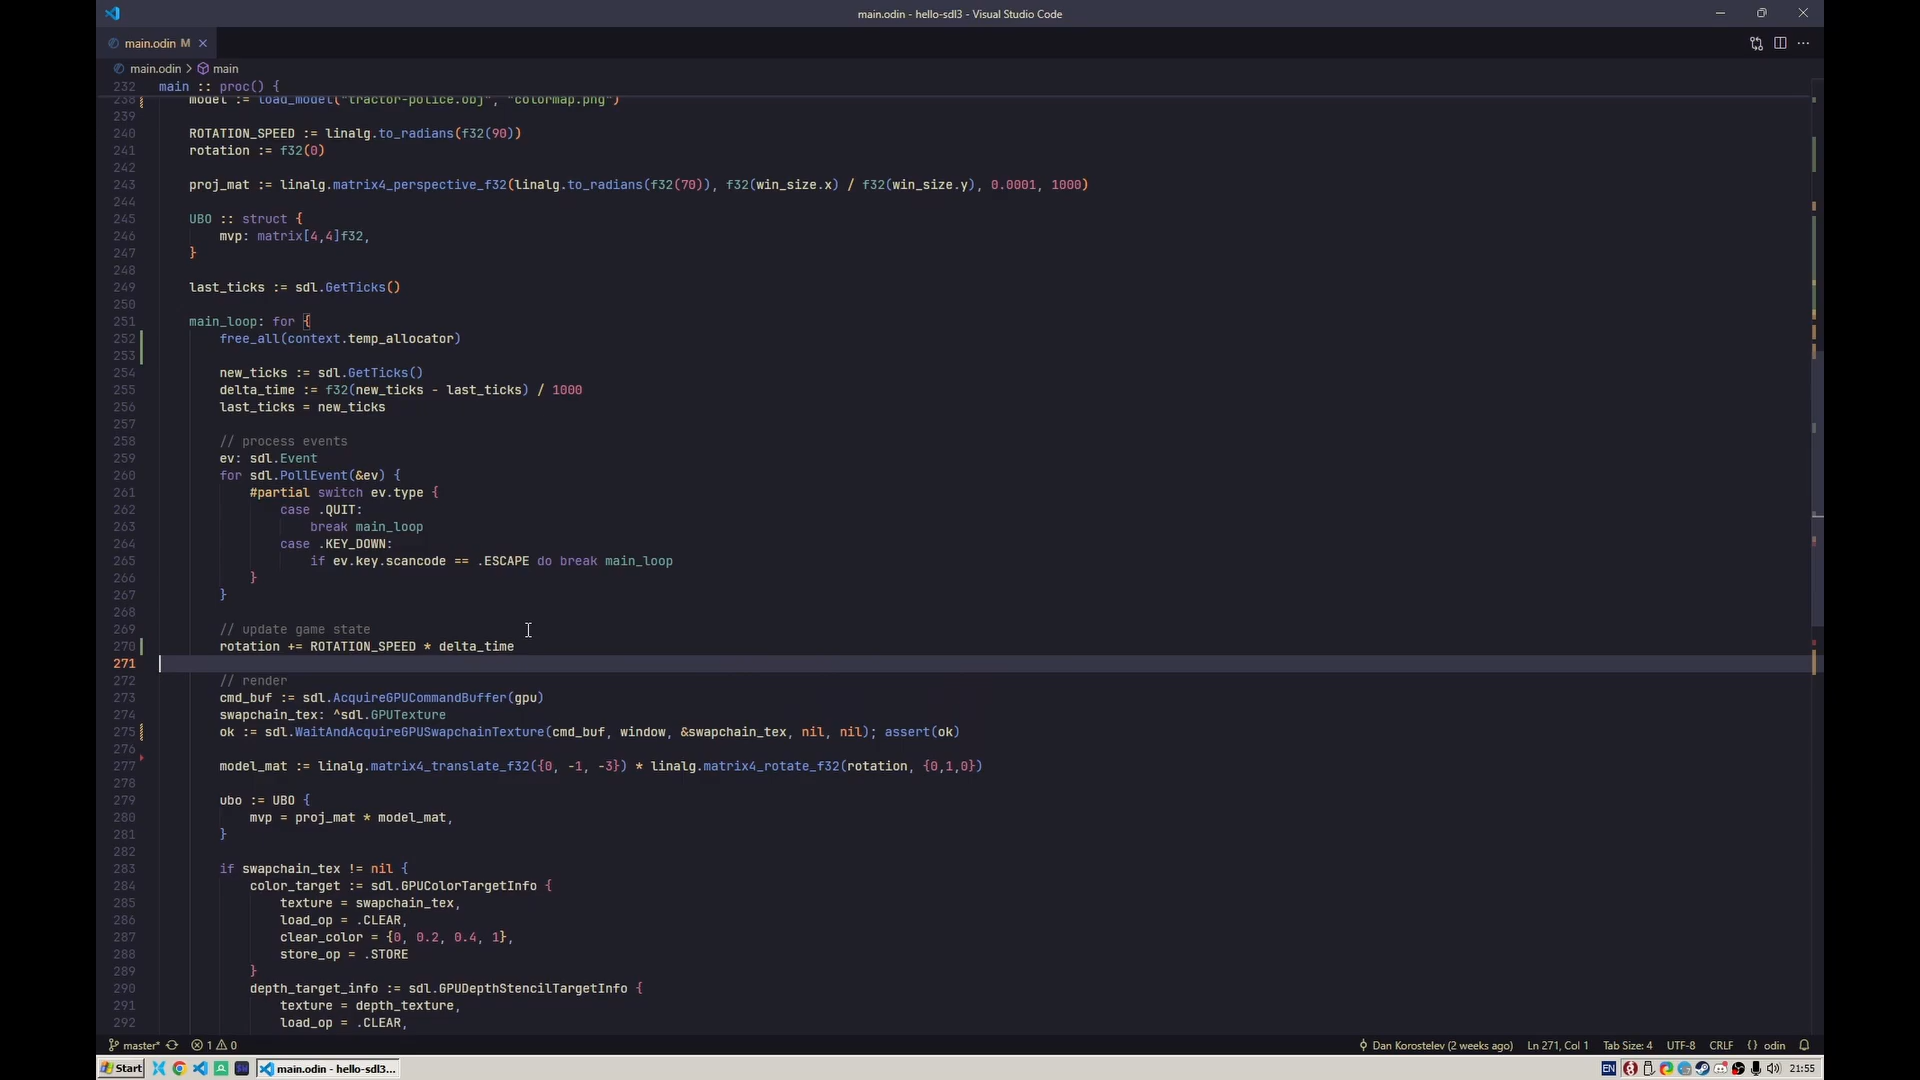 main.odin - hello-sdl3 - Visual Studio Code
main.odin M
main.odin > main
232 main :: proc() {
238 model := load_model("tractor-police.obj", "colormap.png")
239
240 ROTATION_SPEED := linalg.to_radians(f32(90))
241 rotation := f32(0)
242
243 proj_mat := linalg.matrix4_perspective_f32(linalg.to_radians(f32(70)), f32(win_size.x) / f32(win_size.y), 0.0001, 1000)
244
245 UBO :: struct {
246 mvp: matrix[4,4]f32,
247 }
248
249 last_ticks := sdl.GetTicks()
250
251 main_loop: for {
252 free_all(context.temp_allocator)
253
254 new_ticks := sdl.GetTicks()
255 delta_time := f32(new_ticks - last_ticks) / 1000
256 last_ticks = new_ticks
257
258 // process events
259 ev: sdl.Event
260 for sdl.PollEvent(&ev) {
261 #partial switch ev.type {
262 case .QUIT:
263 break main_loop
264 case .KEY_DOWN:
265 if ev.key.scancode == .ESCAPE do break main_loop
266 }
267 }
268
269 // update game state
270 rotation += ROTATION_SPEED * delta_time
271
272 // render
273 cmd_buf := sdl.AcquireGPUCommandBuffer(gpu)
274 swapchain_tex: ^sdl.GPUTexture
275 ok := sdl.WaitAndAcquireGPUSwapchainTexture(cmd_buf, window, &swapchain_tex, nil, nil); assert(ok)
276
277 model_mat := linalg.matrix4_translate_f32({0, -1, -3}) * linalg.matrix4_rotate_f32(rotation, {0,1,0})
278
279 ubo := UBO {
280 mvp = proj_mat * model_mat,
281 }
282
283 if swapchain_tex != nil {
284 color_target := sdl.GPUColorTargetInfo {
285 texture = swapchain_tex,
286 load_op = .CLEAR,
287 clear_color = {0, 0.2, 0.4, 1},
288 store_op = .STORE
289 }
290 depth_target_info := sdl.GPUDepthStencilTargetInfo {
291 texture = depth_texture,
292 load_op = .CLEAR,
master* 1 0 Dan Korostelev (2 weeks ago) Ln 271, Col 1 Tab Size: 4 UTF-8 CRLF {} odin
Start main.odin - hello-sdl3... EN 21:55